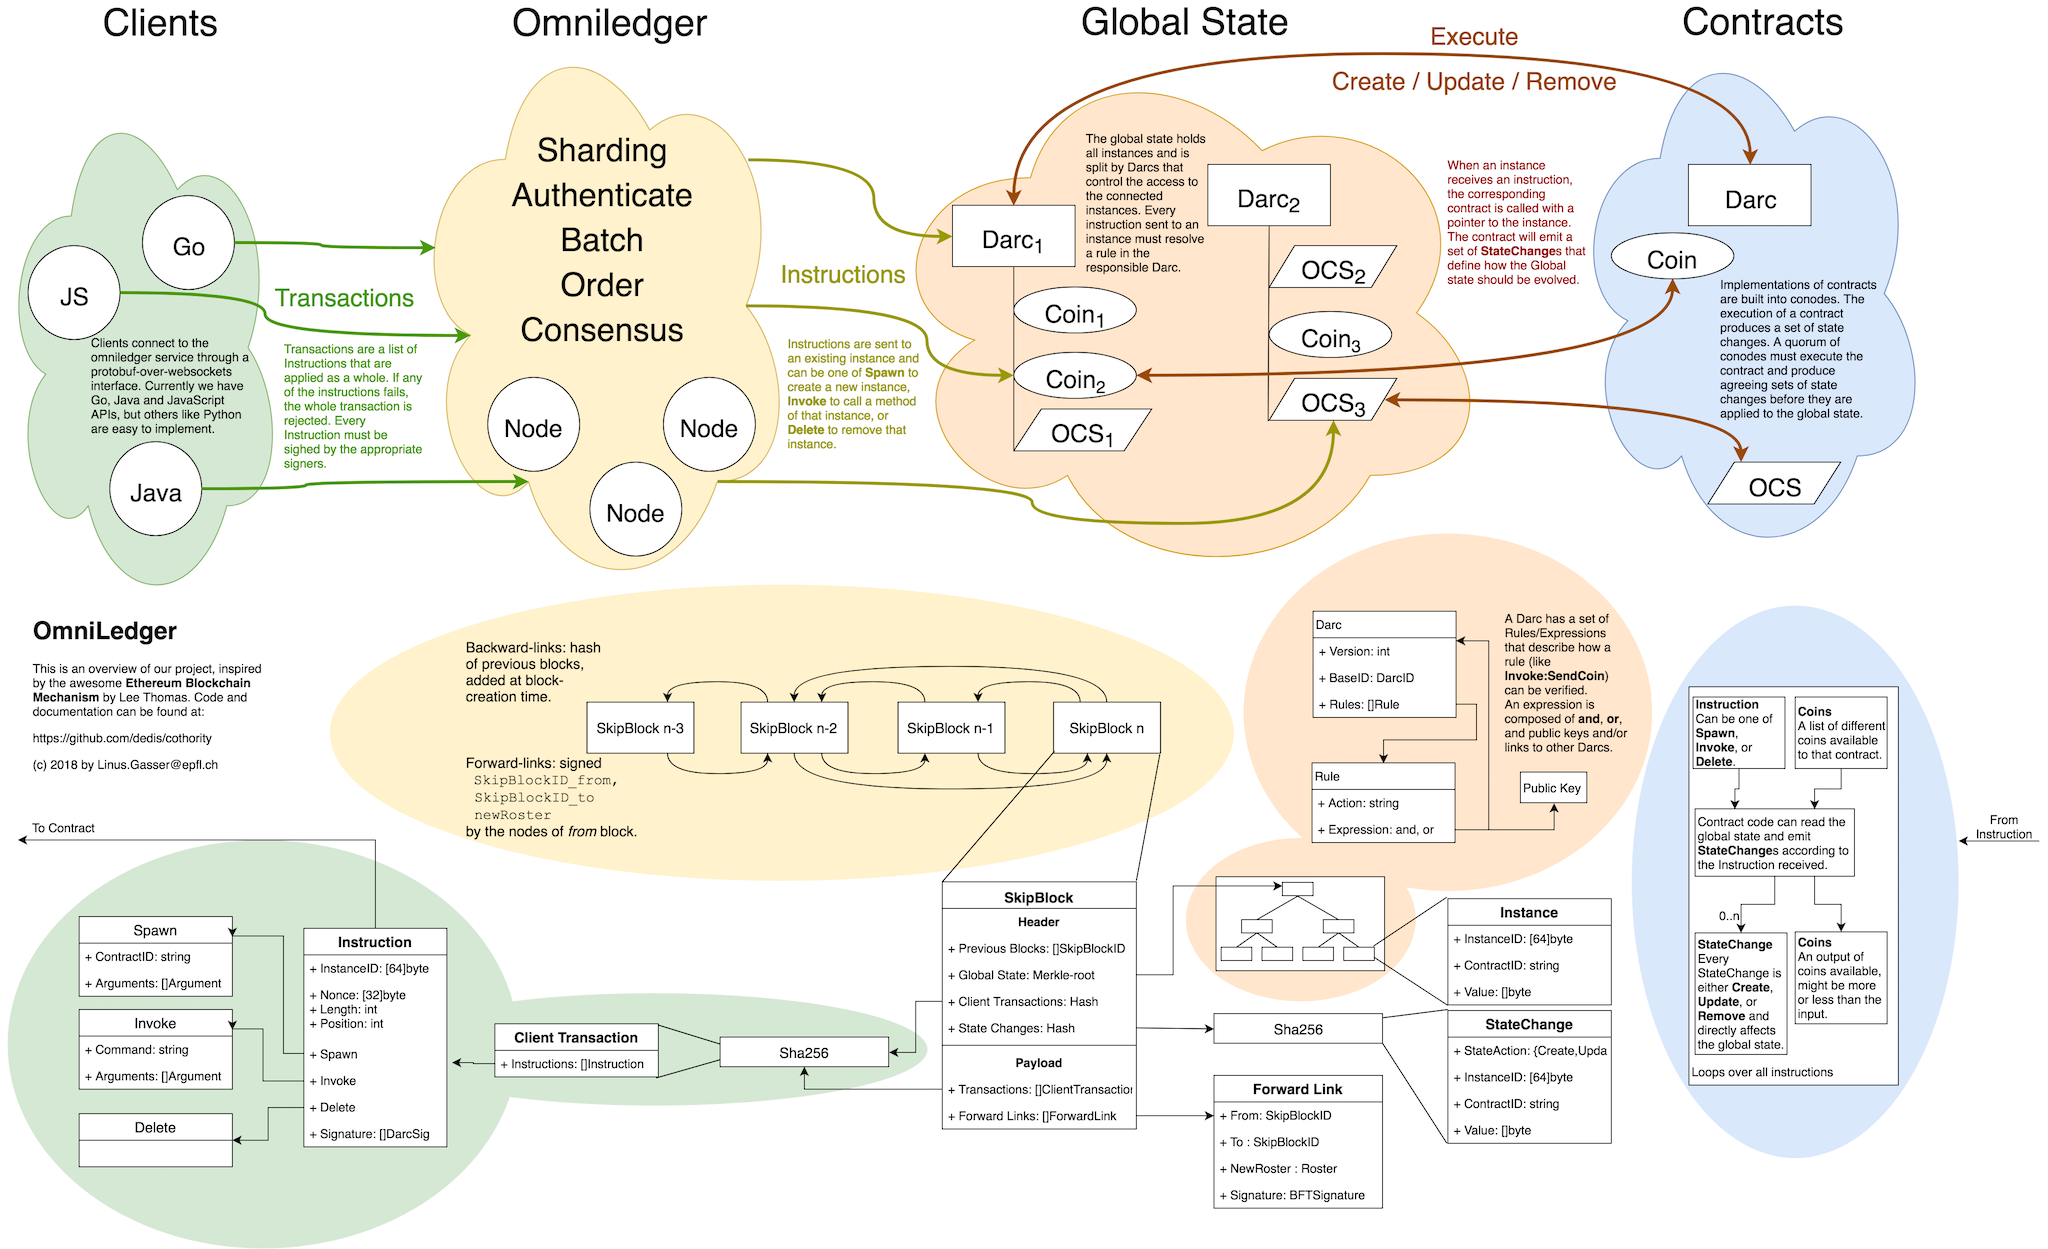 Clients
Omniledger
Global State
Contracts
Execute
Create / Update / Remove
Go
JS
Java
Clients connect to the
omniledger service through a
protobuf-over-websockets
interface. Currently we have
Go, Java and JavaScript
APIs, but others like Python
are easy to implement.
Transactions
Transactions are a list of
Instructions that are
applied as a whole. If any
of the instructions fails,
the whole transaction is
rejected. Every
Instruction must be
sighed by the appropriate
signers.
Sharding
Authenticate
Batch
Order
Consensus
Node
Node
Node
Instructions
Instructions are sent to
an existing instance and
can be one of Spawn to
create a new instance,
Invoke to call a method
of that instance, or
Delete to remove that
instance.
The global state holds
all instances and is
split by Darcs that
control the access to
the connected
instances. Every
instruction sent to an
instance must resolve
a rule in the
responsible Darc.
Darc1
Coin1
Coin2
OCS1
Darc2
OCS2
Coin3
OCS3
When an instance
receives an instruction,
the corresponding
contract is called with a
pointer to the instance.
The contract will emit a
set of StateChanges that
define how the Global
state should be evolved.
Darc
Coin
Implementations of contracts
are built into conodes. The
execution of a contract
produces a set of state
changes. A quorum of
conodes must execute the
contract and produce
agreeing sets of state
changes before they are
applied to the global state.
OCS
OmniLedger
This is an overview of our project, inspired
by the awesome Ethereum Blockchain
Mechanism by Lee Thomas. Code and
documentation can be found at:
https://github.com/dedis/cothority
(c) 2018 by Linus.Gasser@epfl.ch
Backward-links: hash
of previous blocks,
added at block-
creation time.
SkipBlock n-3
SkipBlock n-2
SkipBlock n-1
SkipBlock n
Forward-links: signed
SkipBlockID_from,
SkipBlockID_to
newRoster
by the nodes of from block.
Darc
+ Version: int
+ BaseID: DarcID
+ Rules: []Rule
Rule
+ Action: string
+ Expression: and, or
Public Key
A Darc has a set of
Rules/Expressions
that describe how a
rule (like
Invoke:SendCoin)
can be verified.
An expression is
composed of and, or,
and public keys and/or
links to other Darcs.
Instruction
Can be one of
Spawn,
Invoke, or
Delete.
Coins
A list of different
coins available
to that contract.
Contract code can read the
global state and emit
StateChanges according to
the Instruction received.
0..n
StateChange
Every
StateChange is
either Create,
Update, or
Remove and
directly affects
the global state.
Coins
An output of
coins available,
might be more
or less than the
input.
Loops over all instructions
From
Instruction
To Contract
Spawn
+ ContractID: string
+ Arguments: []Argument
Invoke
+ Command: string
+ Arguments: []Argument
Delete
Instruction
+ InstanceID: [64]byte
+ Nonce: [32]byte
+ Length: int
+ Position: int
+ Spawn
+ Invoke
+ Delete
+ Signature: []DarcSig
Client Transaction
+ Instructions: []Instruction
Sha256
SkipBlock
Header
+ Previous Blocks: []SkipBlockID
+ Global State: Merkle-root
+ Client Transactions: Hash
+ State Changes: Hash
Payload
+ Transactions: []ClientTransaction
+ Forward Links: []ForwardLink
Sha256
Forward Link
+ From: SkipBlockID
+ To : SkipBlockID
+ NewRoster : Roster
+ Signature: BFTSignature
Instance
+ InstanceID: [64]byte
+ ContractID: string
+ Value: []byte
StateChange
+ StateAction: {Create,Upda
+ InstanceID: [64]byte
+ ContractID: string
+ Value: []byte